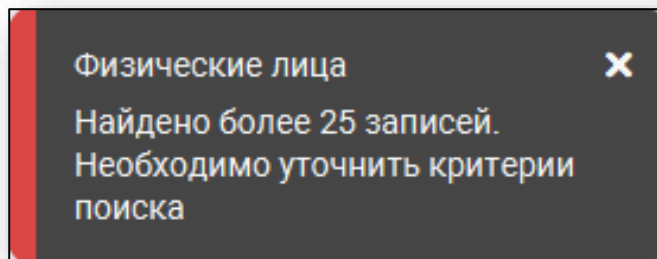 Физические лица
Найдено более 25 записей.
Необходимо уточнить критерии
поиска